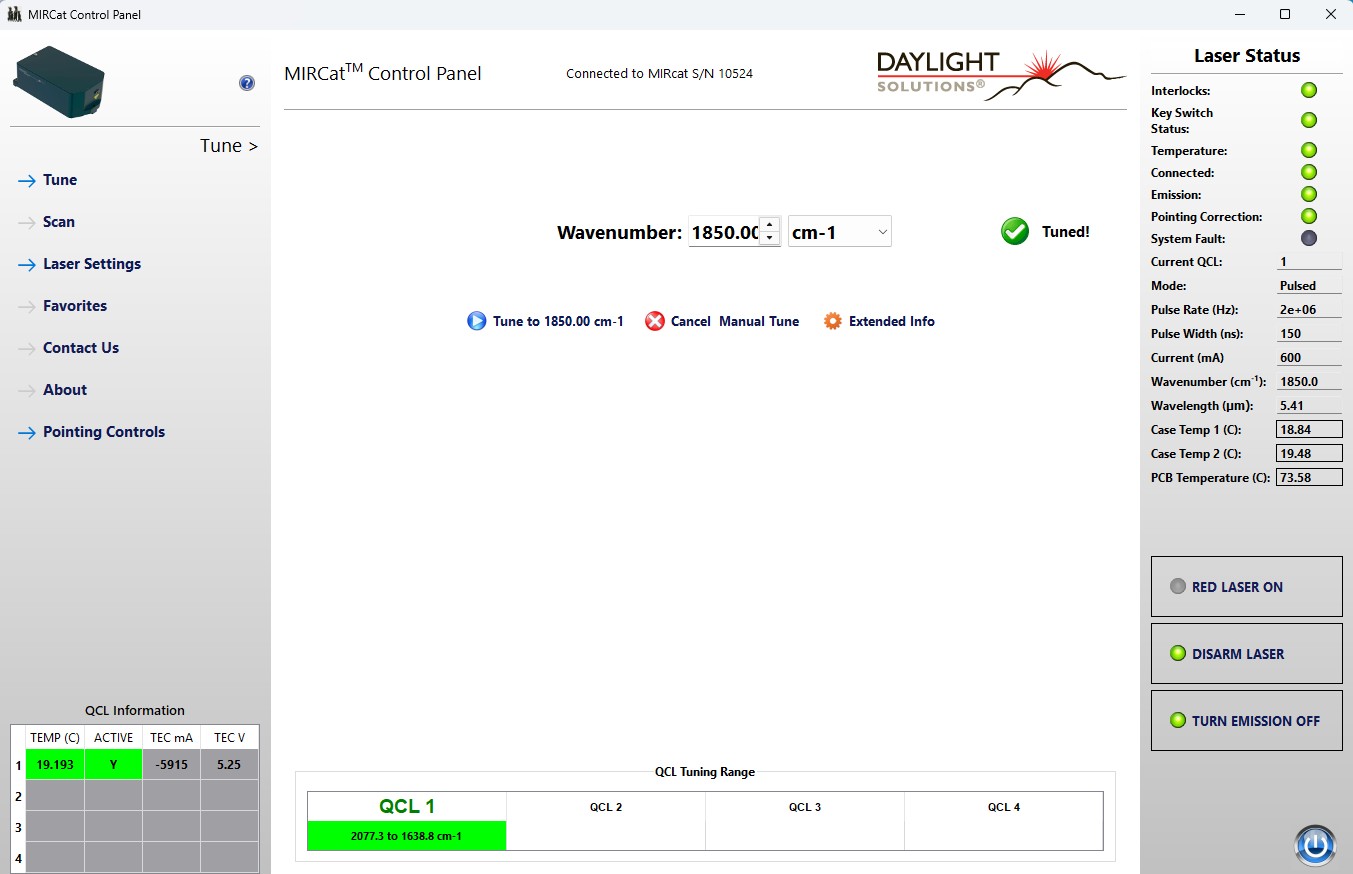 MIRCat Control Panel
?
Tune >
Tune
Scan
Laser Settings
Favorites
Contact Us
About
Pointing Controls
QCL Information
TEMP (C) ACTIVE TEC mA TEC V
1 19.193 Y -5915 5.25
2
3
4
MIRCat™ Control Panel
Connected to MIRcat S/N 10524
DAYLIGHT
SOLUTIONS®
Wavenumber: 1850.00 cm-1
Tuned!
Tune to 1850.00 cm-1 Cancel Manual Tune Extended Info
QCL Tuning Range
QCL 1 QCL 2 QCL 3 QCL 4
2077.3 to 1638.8 cm-1
Laser Status
Interlocks:
Key Switch
Status:
Temperature:
Connected:
Emission:
Pointing Correction:
System Fault:
Current QCL: 1
Mode: Pulsed
Pulse Rate (Hz): 2e+06
Pulse Width (ns): 150
Current (mA) 600
Wavenumber (cm⁻¹): 1850.0
Wavelength (μm): 5.41
Case Temp 1 (C): 18.84
Case Temp 2 (C): 19.48
PCB Temperature (C): 73.58
RED LASER ON
DISARM LASER
TURN EMISSION OFF